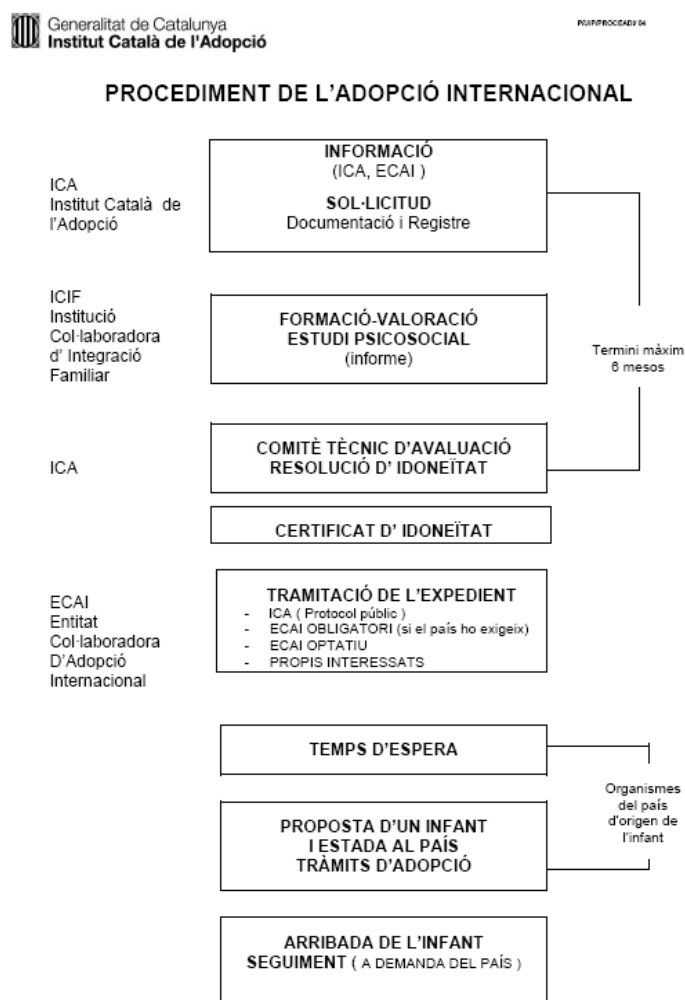 Generalitat de Catalunya
Institut Català de l'Adopció
PROCEDIMENT DE L'ADOPCIÓ INTERNACIONAL
ICA
Institut Català de
l'Adopció
INFORMACIÓ
(ICA, ECAI )
SOL·LICITUD
Documentació i Registre
ICIF
Institució
Col·laboradora
d' Integració
Familiar
FORMACIÓ-VALORACIÓ
ESTUDI PSICOSOCIAL
(informe)
Termini màxim
6 mesos
ICA
COMITÈ TÈCNIC D'AVALUACIÓ
RESOLUCIÓ D' IDONEÏTAT
CERTIFICAT D' IDONEÏTAT
ECAI
Entitat
Col·laboradora
D'Adopció
Internacional
TRAMITACIÓ DE L'EXPEDIENT
- ICA ( Protocol públic )
- ECAI OBLIGATORI (si el país ho exigeix)
- ECAI OPTATIU
- PROPIS INTERESSATS
TEMPS D'ESPERA
Organismes
del país
d'origen de
l'infant
PROPOSTA D'UN INFANT
I ESTADA AL PAÍS
TRÀMITS D'ADOPCIÓ
ARRIBADA DE L'INFANT
SEGUIMENT ( A DEMANDA DEL PAÍS )